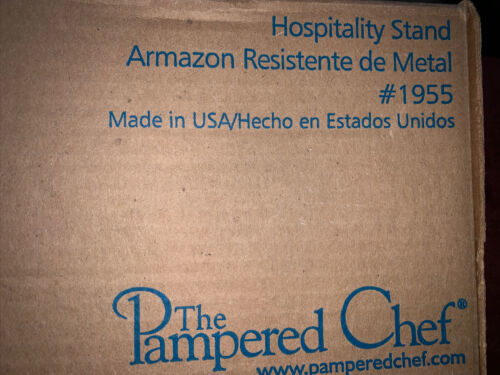 Hospitality Stand
Armazon Resistente de Metal
#1955
Made in USA/Hecho en Estados Unidos
The
Pampered Chef®
www.pamperedchef.com